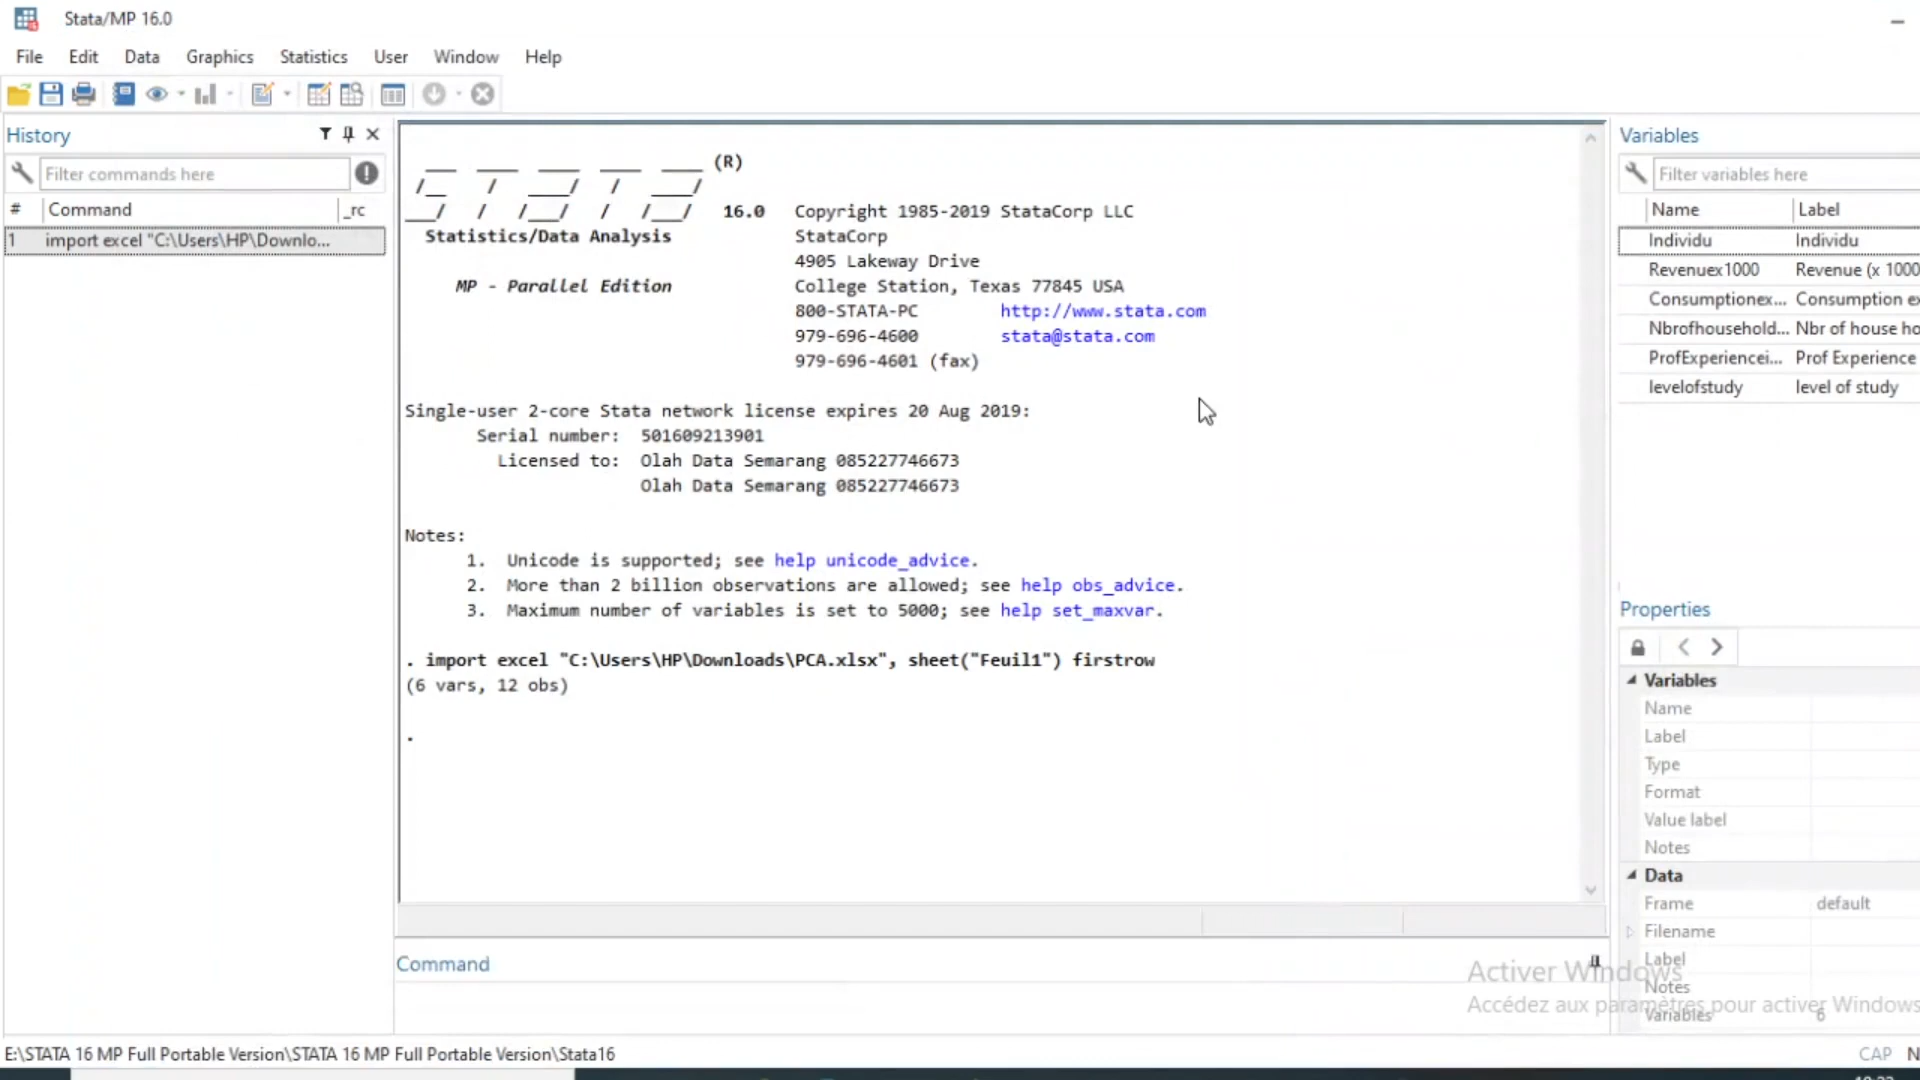 Stata/MP 16.0
File Edit Data Graphics Statistics User Window Help
History
Filter commands here
# Command _rc
1 import excel "C:\Users\HP\Downlo...
(R)
STATA
16.0 Copyright 1985-2019 StataCorp LLC
Statistics/Data Analysis StataCorp
4905 Lakeway Drive
MP - Parallel Edition College Station, Texas 77845 USA
800-STATA-PC http://www.stata.com
979-696-4600 stata@stata.com
979-696-4601 (fax)
Single-user 2-core Stata network license expires 20 Aug 2019:
Serial number: 501609213901
Licensed to: Olah Data Semarang 085227746673
Olah Data Semarang 085227746673
Notes:
1. Unicode is supported; see help unicode_advice.
2. More than 2 billion observations are allowed; see help obs_advice.
3. Maximum number of variables is set to 5000; see help set_maxvar.
. import excel "C:\Users\HP\Downloads\PCA.xlsx", sheet("Feuil1") firstrow
(6 vars, 12 obs)
.
Command
Variables
Filter variables here
Name Label
Individu Individu
Revenuex1000 Revenue (x 1000
Consumptionex... Consumption ex
Nbrofhousehold... Nbr of house ho
ProfExperiencei... Prof Experience
levelofstudy level of study
Properties
Variables
Name
Label
Type
Format
Value label
Notes
Data
Frame default
Filename
Label
Notes
Variables 6
Activer Windows
Accédez aux paramètres pour activer Windows
E:\STATA 16 MP Full Portable Version\STATA 16 MP Full Portable Version\Stata16
CAP N